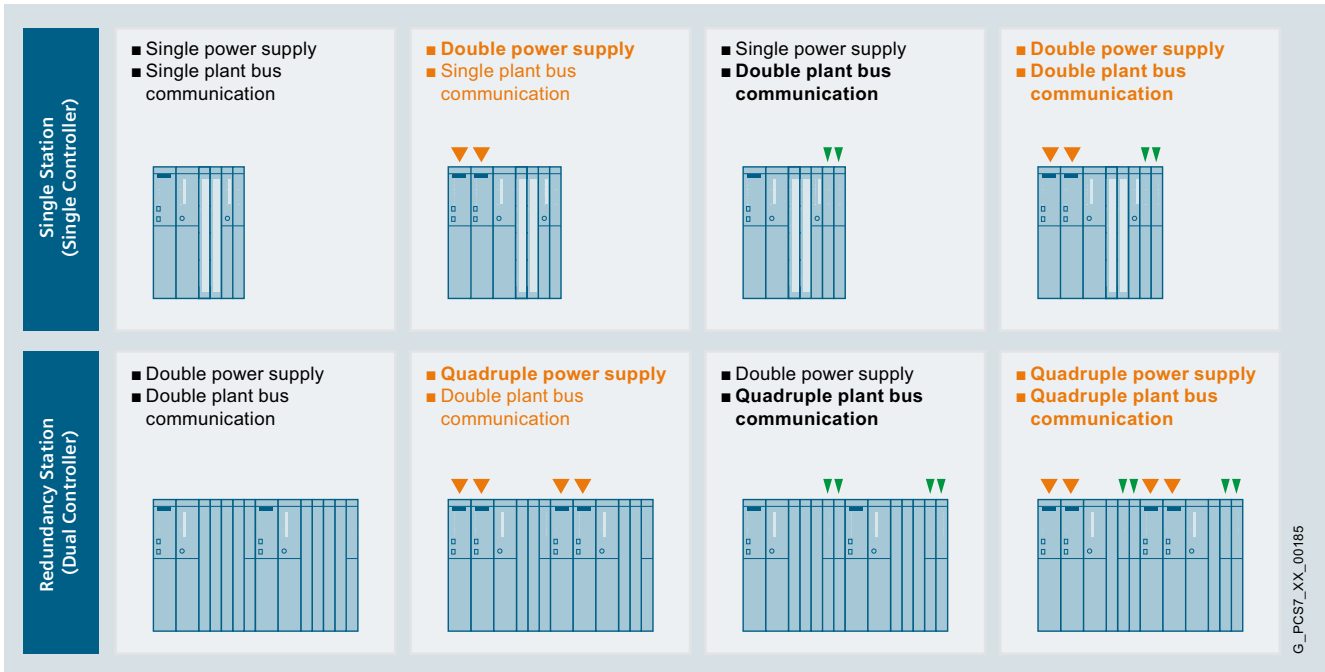 Single Station
(Single Controller)
■ Single power supply
■ Single plant bus
communication
■ Double power supply
■ Single plant bus
communication
■ Single power supply
■ Double plant bus
communication
■ Double power supply
■ Double plant bus
communication
Redundancy Station
(Dual Controller)
■ Double power supply
■ Double plant bus
communication
■ Quadruple power supply
■ Double plant bus
communication
■ Double power supply
■ Quadruple plant bus
communication
■ Quadruple power supply
■ Quadruple plant bus
communication
G_PCS7_XX_00185